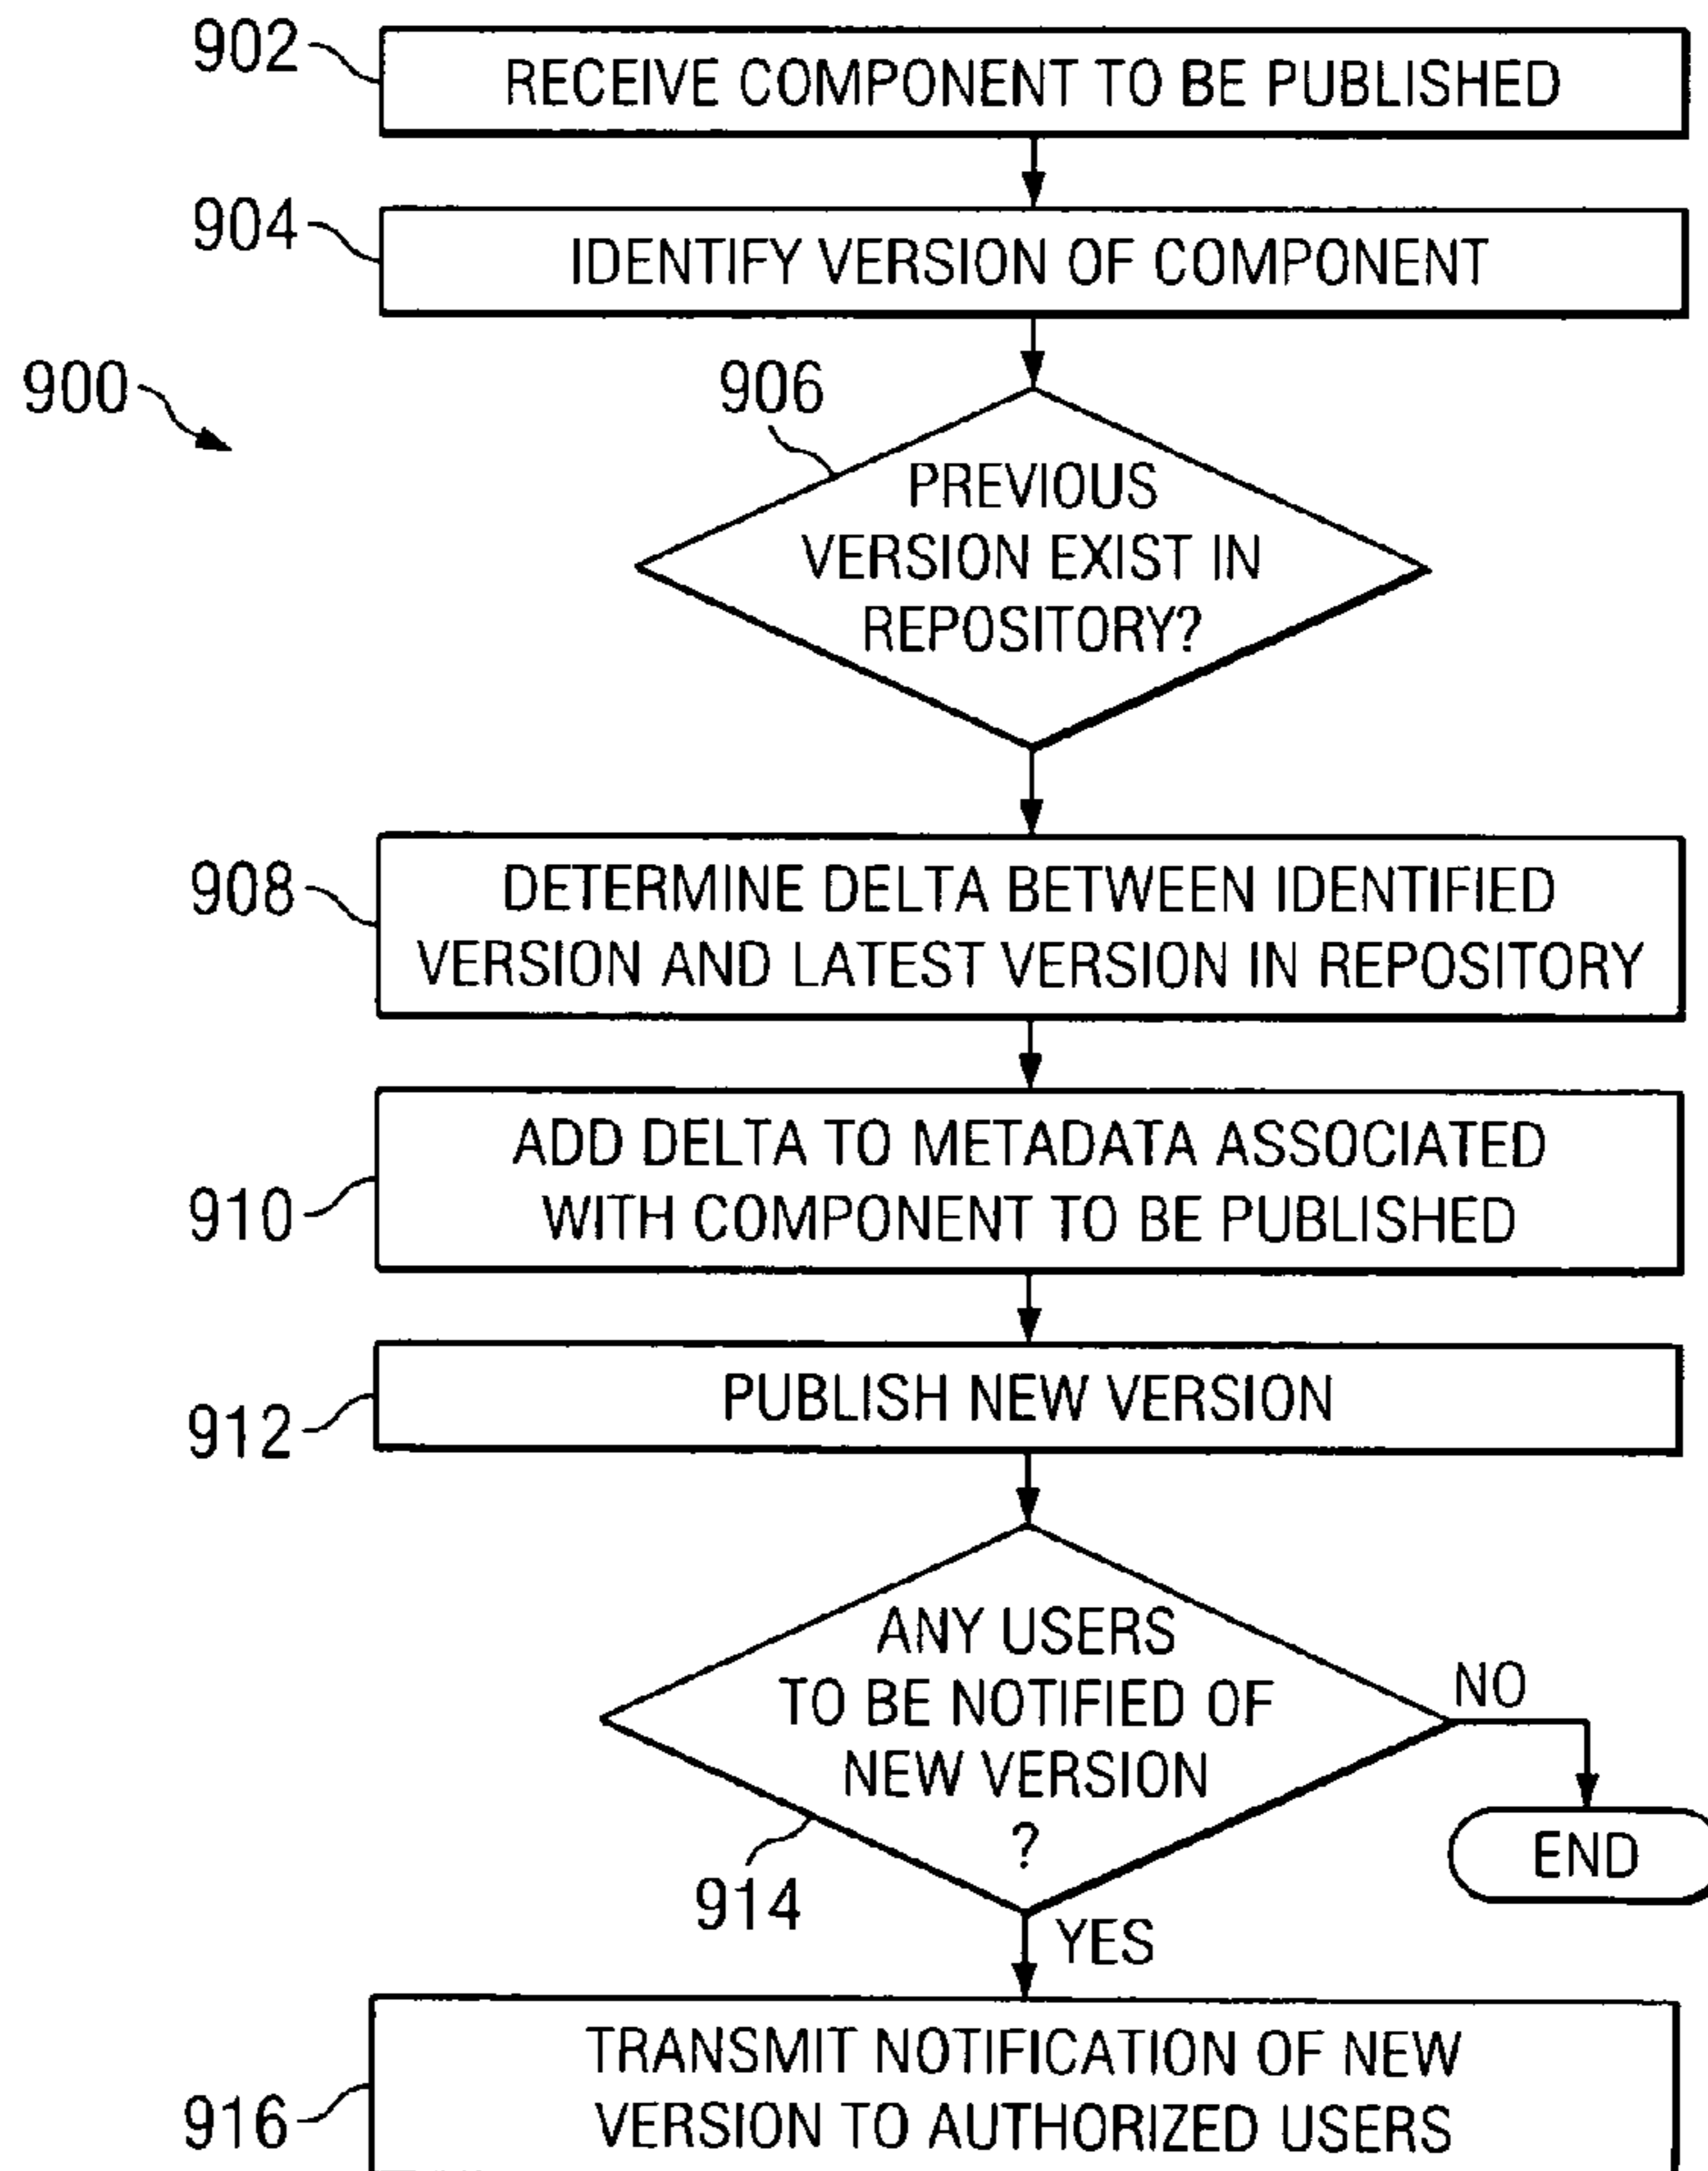 902
RECEIVE COMPONENT TO BE PUBLISHED
904
IDENTIFY VERSION OF COMPONENT
900
906
PREVIOUS
VERSION EXIST IN
REPOSITORY?
908
DETERMINE DELTA BETWEEN IDENTIFIED
VERSION AND LATEST VERSION IN REPOSITORY
910
ADD DELTA TO METADATA ASSOCIATED
WITH COMPONENT TO BE PUBLISHED
912
PUBLISH NEW VERSION
ANY USERS
TO BE NOTIFIED OF
NEW VERSION
?
NO
END
914
YES
916
TRANSMIT NOTIFICATION OF NEW
VERSION TO AUTHORIZED USERS